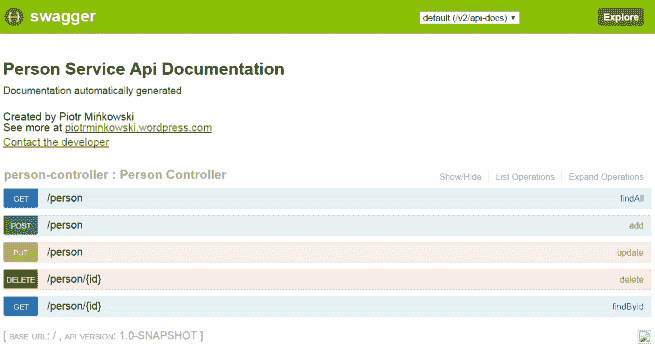 swagger
default (/v2/api-docs) ▾
Explore
Person Service Api Documentation
Documentation automatically generated
Created by Piotr Mińkowski
See more at piotrminkowski.wordpress.com
Contact the developer
person-controller : Person Controller
Show/Hide List Operations Expand Operations
GET /person findAll
POST /person add
PUT /person update
DELETE /person/{id} delete
GET /person/{id} findById
[ BASE URL: / , API VERSION: 1.0-SNAPSHOT ]